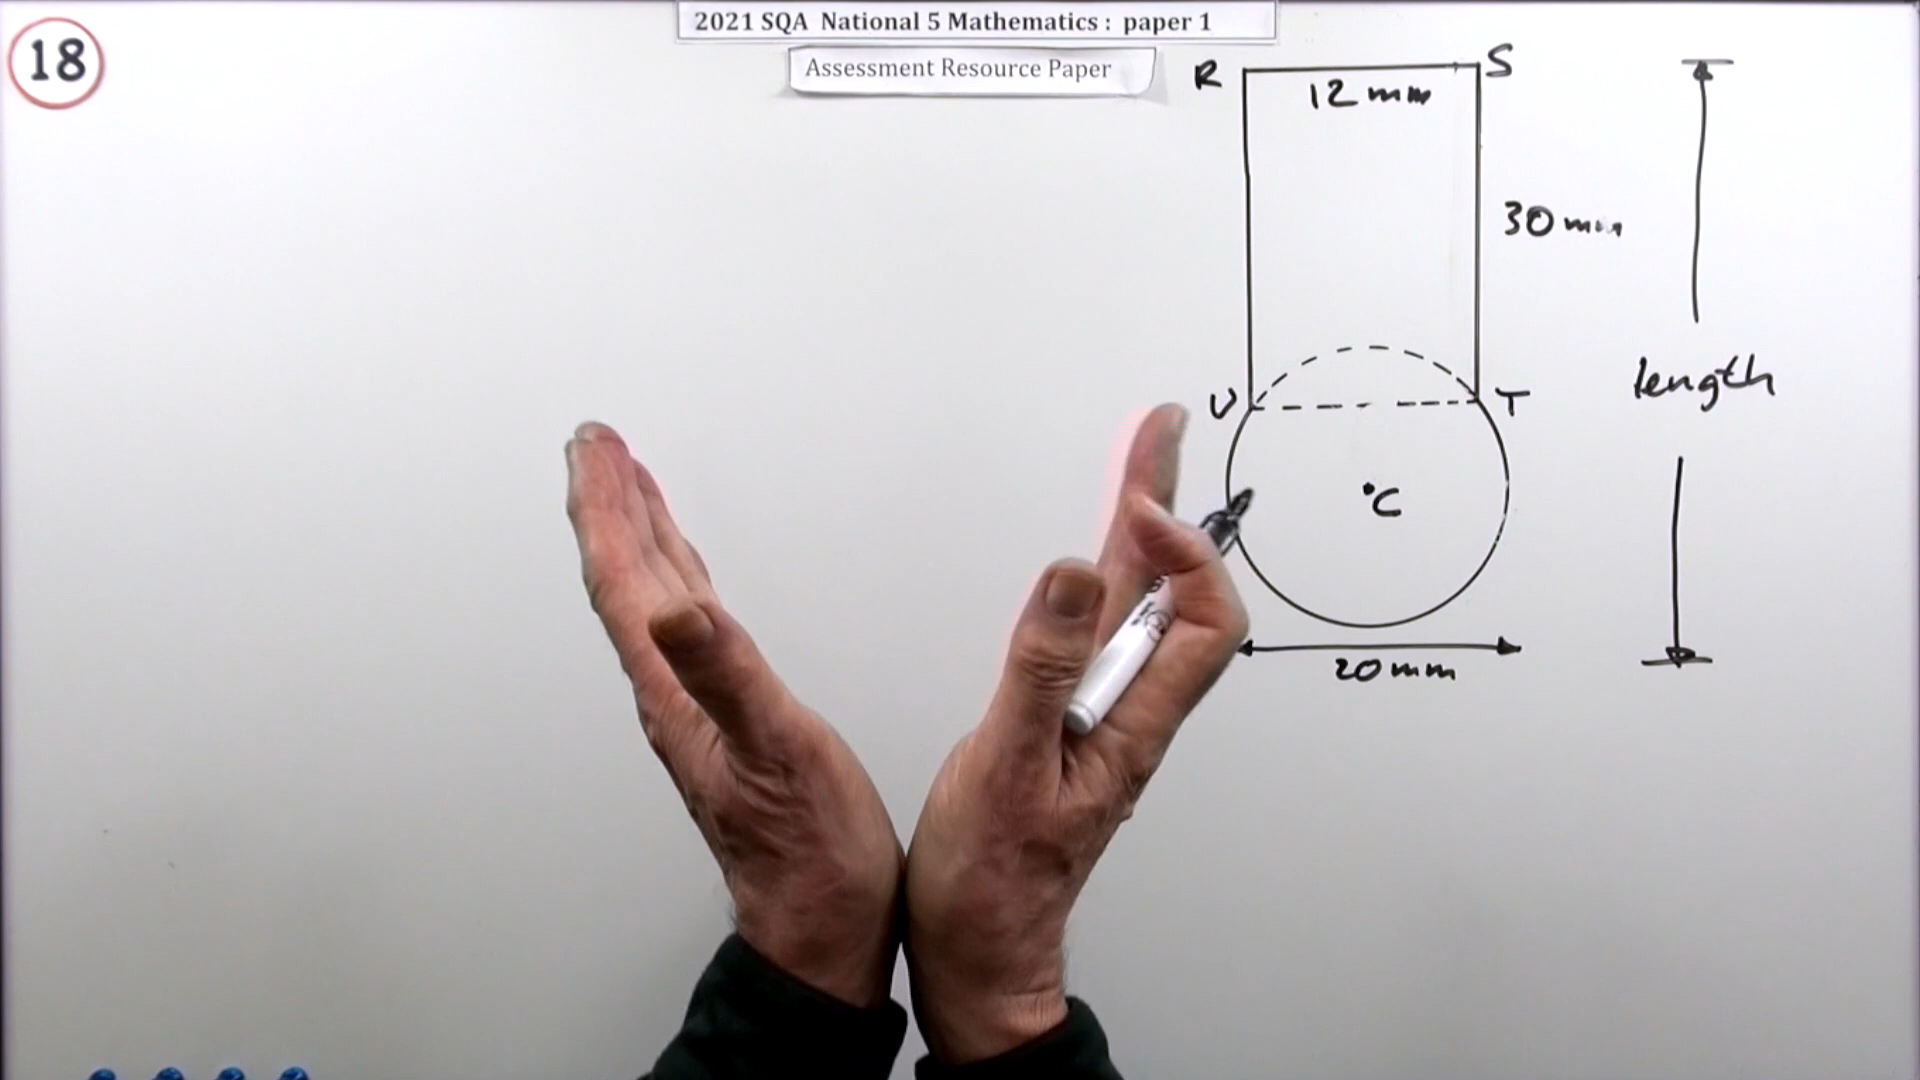 18
2021 SQA National 5 Mathematics : paper 1
Assessment Resource Paper
R
S
12 mm
30 mm
length
U
T
C
20 mm